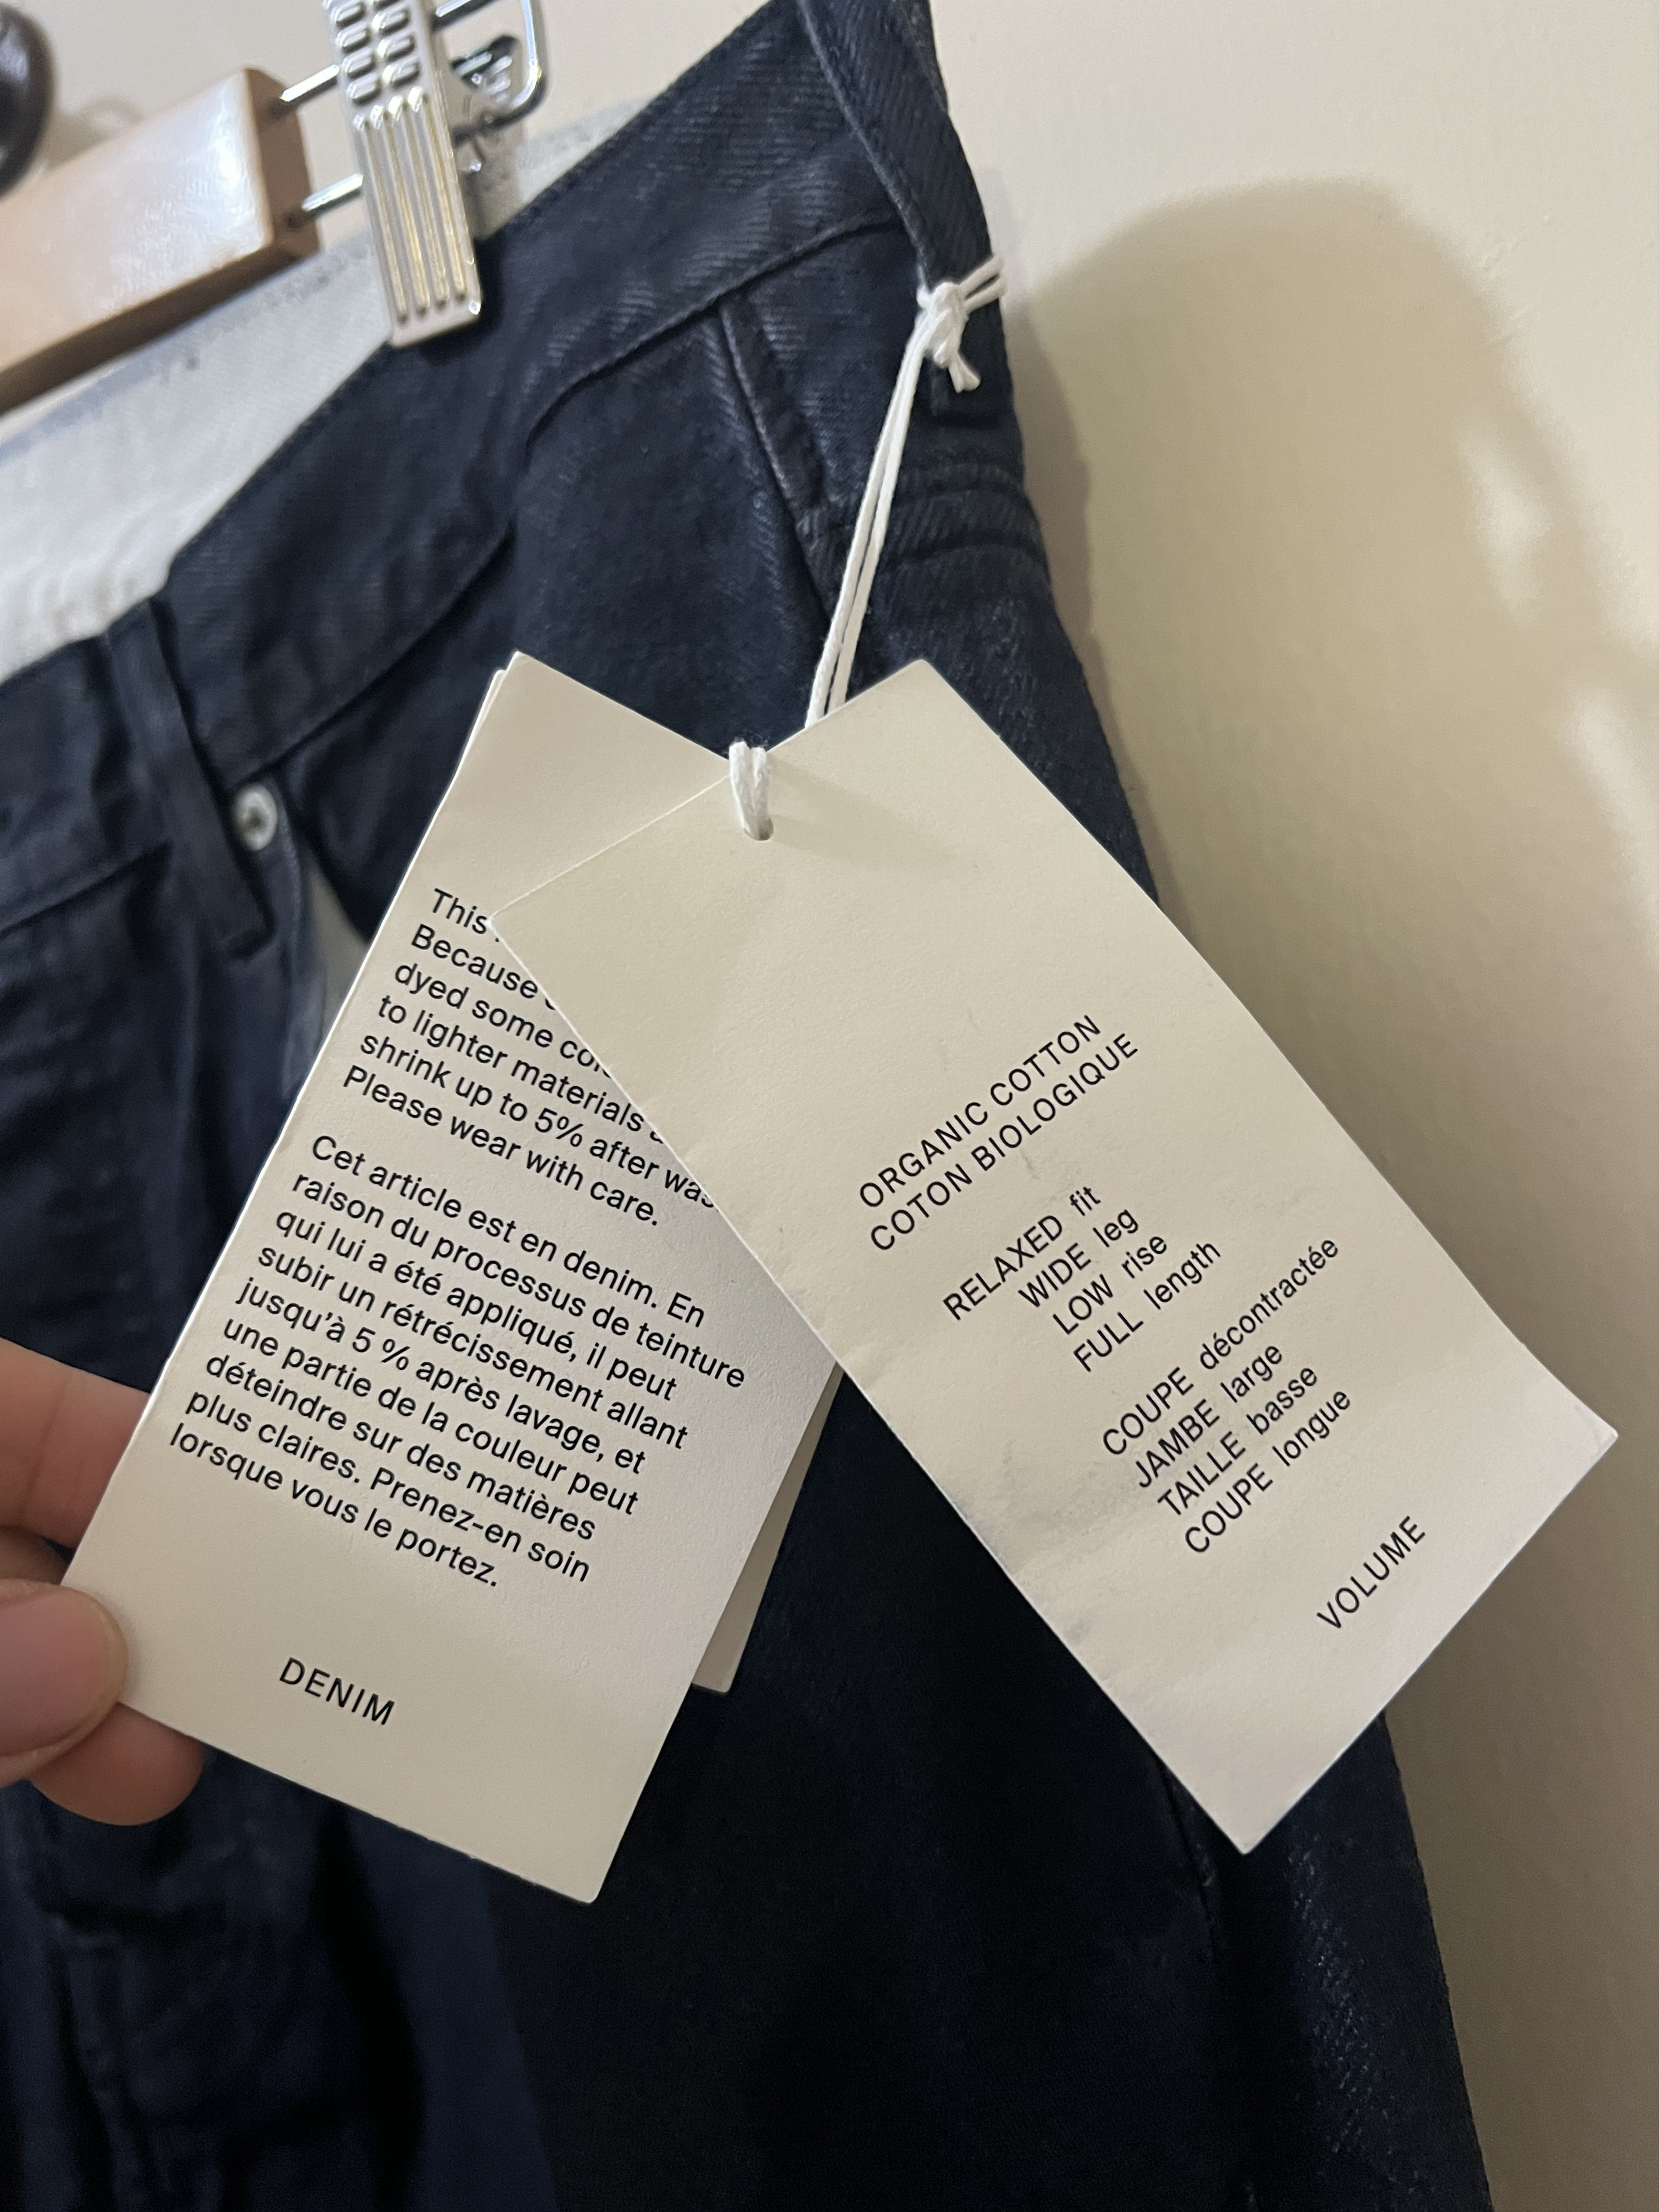 This
Because
dyed some
to lighter materials
shrink up to 5% after
Please wear with care.
Cet article est en denim. En
raison du processus de teinture
qui lui a été appliqué, il peut
subir un rétrécissement allant
jusqu'à 5 % après lavage, et
une partie de la couleur peut
déteindre sur des matières
plus claires. Prenez-en soin
lorsque vous le portez.
DENIM
ORGANIC COTTON
COTON BIOLOGIQUE
RELAXED fit
WIDE leg
LOW rise
FULL length
COUPE décontractée
JAMBE large
TAILLE basse
COUPE longue
VOLUME